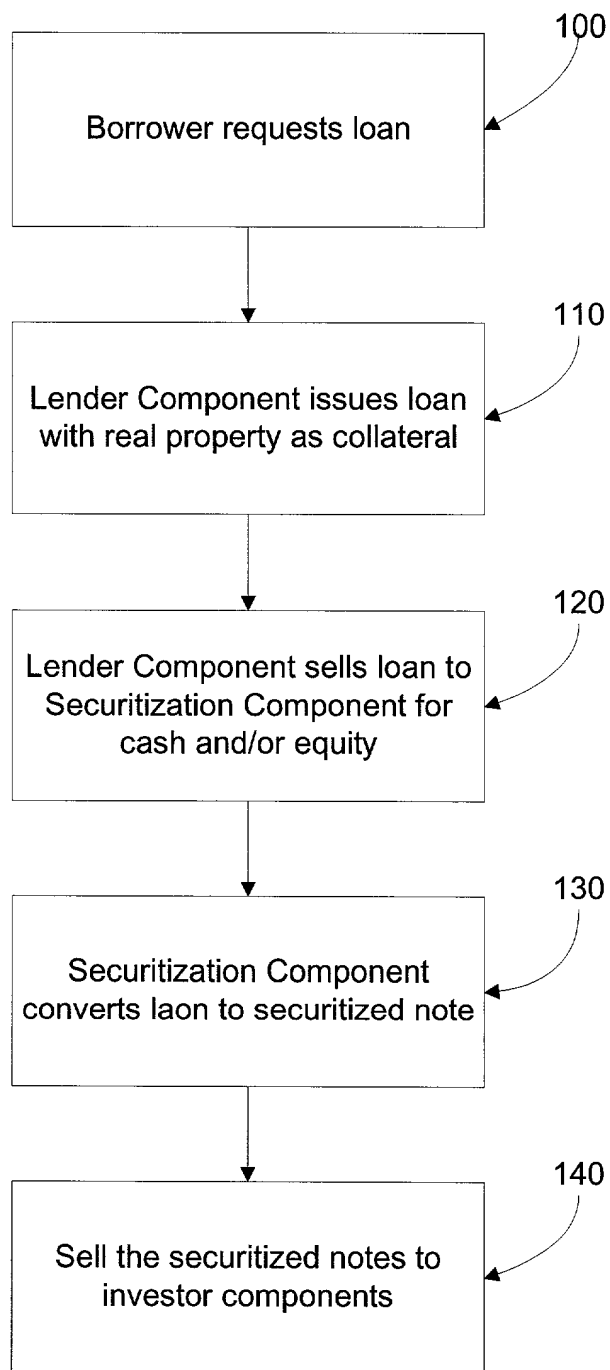 100
Borrower requests loan
110
Lender Component issues loan
with real property as collateral
120
Lender Component sells loan to
Securitization Component for
cash and/or equity
130
Securitization Component
converts laon to securitized note
140
Sell the securitized notes to
investor components